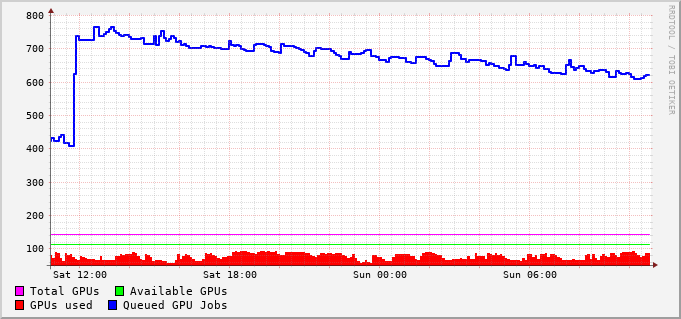 800
700
600
500
400
300
200
100
Sat 12:00 Sat 18:00 Sun 00:00 Sun 06:00
Total GPUs Available GPUs
GPUs used Queued GPU Jobs
RRDTOOL / TOBI OETIKER